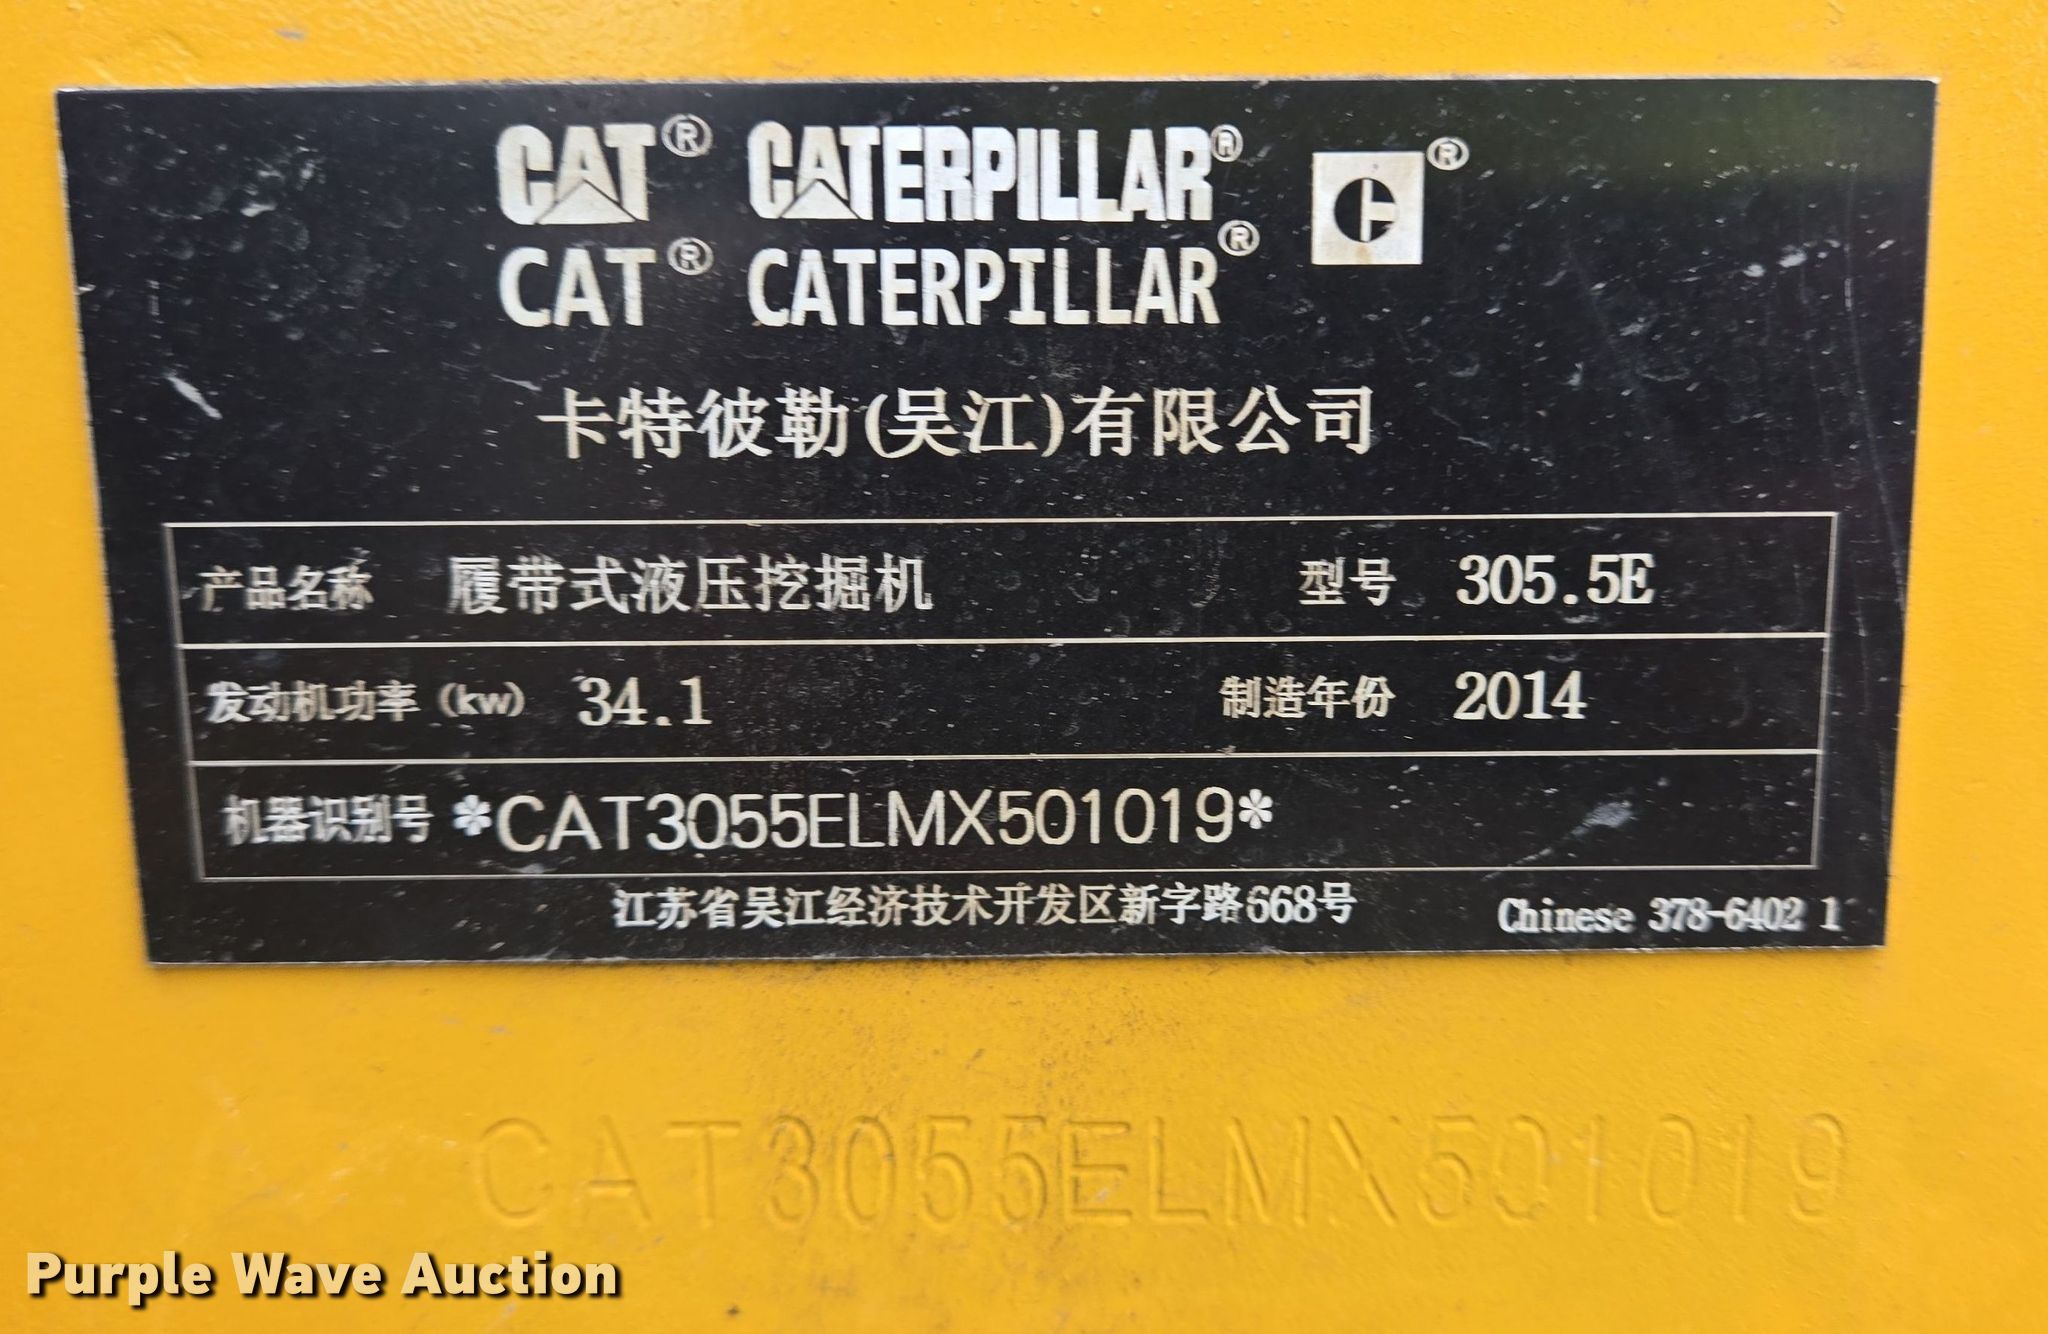 CAT® CATERPILLAR® C®
CAT® CATERPILLAR®
卡特彼勒(吴江)有限公司
产品名称 履带式液压挖掘机 型号 305.5E
发动机功率 (kw) 34.1 制造年份 2014
机器识别号 *CAT3055ELMX501019*
江苏省吴江经济技术开发区新字路668号
Chinese 378-6402 1
CAT3055ELMX501019
Purple Wave Auction